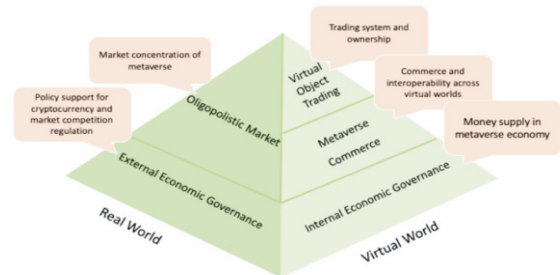 Trading system and
ownership
Market concentration of
metaverse
Commerce and
interoperability across
virtual worlds
Policy support for
cryptocurrency and
market competition
regulation
Money supply in
metaverse economy
Virtual
Object
Trading
Oligopolistic Market
Metaverse
Commerce
External Economic Governance
Internal Economic Governance
Real World
Virtual World